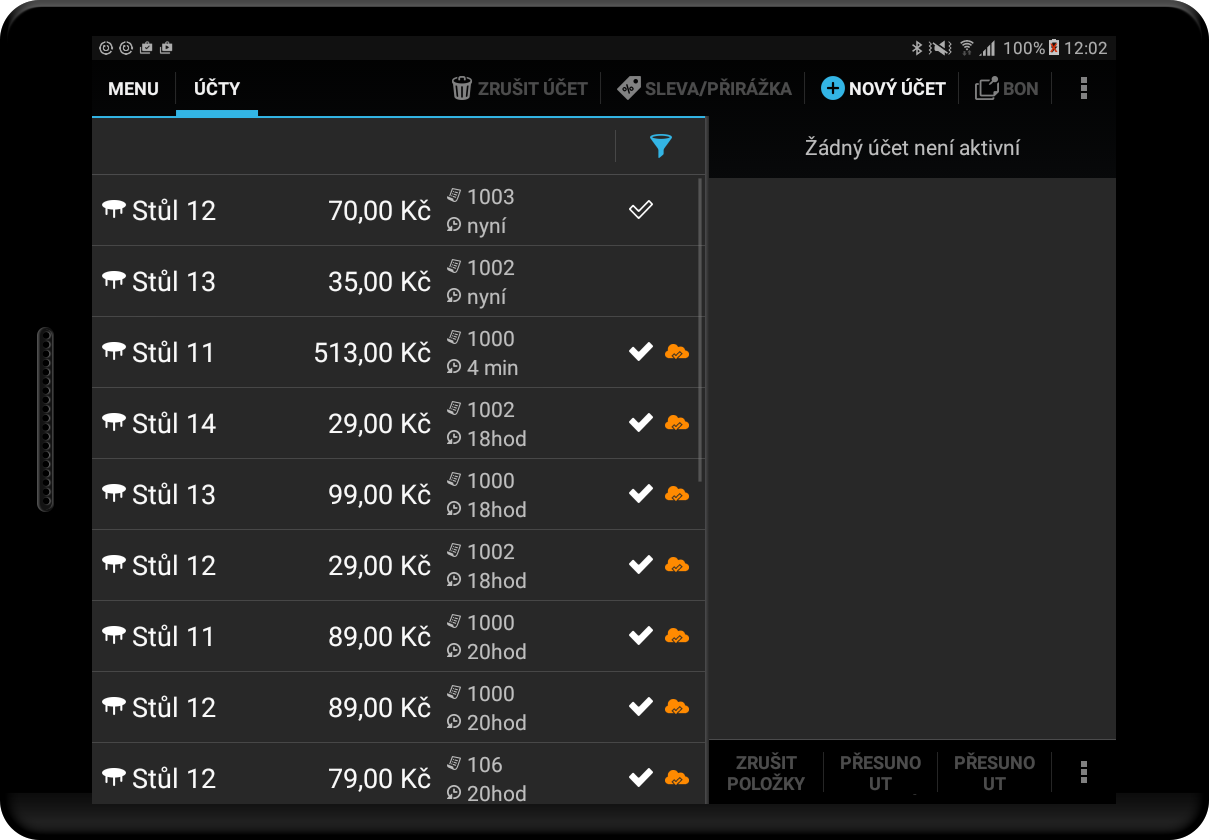 100% 12:02
MENU ÚČTY ZRUŠIT ÚČET SLEVA/PŘIRÁŽKA NOVÝ ÚČET BON
Žádný účet není aktivní
Stůl 12 70,00 Kč 1003
nyní
Stůl 13 35,00 Kč 1002
nyní
Stůl 11 513,00 Kč 1000
4 min
Stůl 14 29,00 Kč 1002
18hod
Stůl 13 99,00 Kč 1000
18hod
Stůl 12 29,00 Kč 1002
18hod
Stůl 11 89,00 Kč 1000
20hod
Stůl 12 89,00 Kč 1000
20hod
Stůl 12 79,00 Kč 106
20hod
ZRUŠIT PŘESUNO PŘESUNO
POLOŽKY UT UT